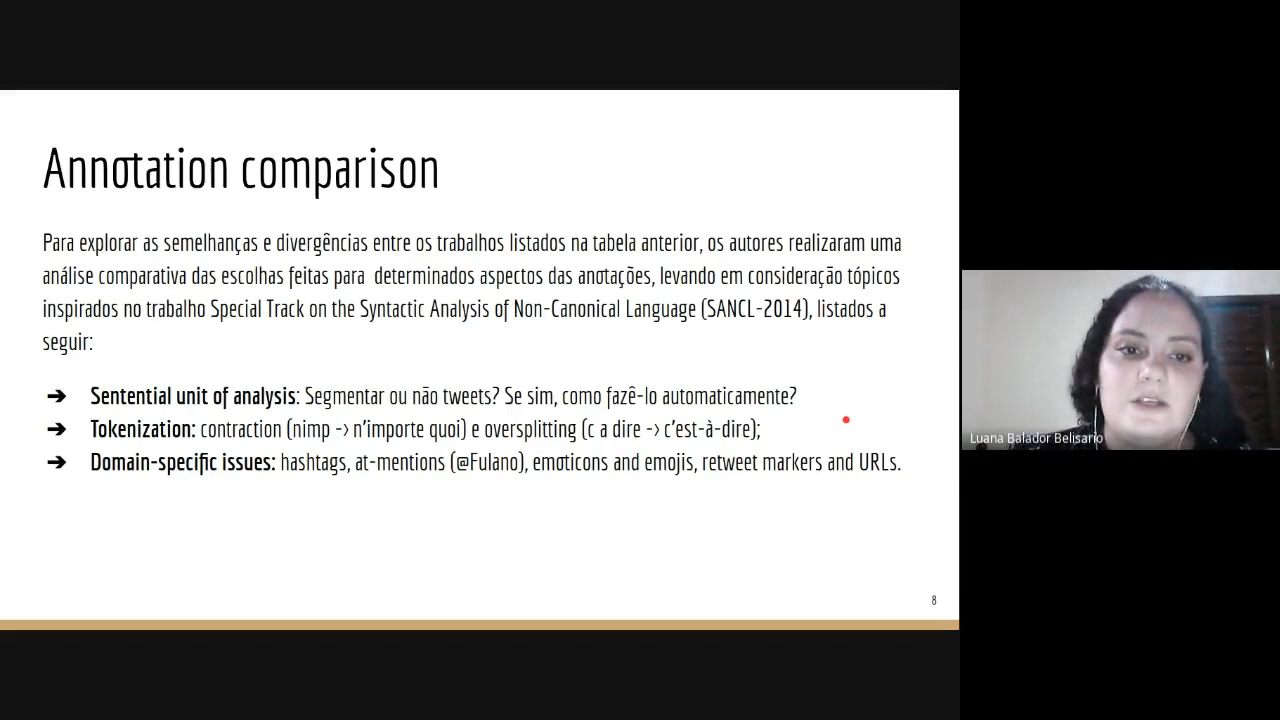 Annotation comparison
Para explorar as semelhanças e divergências entre os trabalhos listados na tabela anterior, os autores realizaram uma
análise comparativa das escolhas feitas para determinados aspectos das anotações, levando em consideração tópicos
inspirados no trabalho Special Track on the Syntactic Analysis of Non-Canonical Language (SANCL-2014), listados a
seguir:
➔ Sentential unit of analysis: Segmentar ou não tweets? Se sim, como fazê-lo automaticamente?
➔ Tokenization: contraction (nimp -> n'importe quoi) e oversplitting (c a dire -> c'est-à-dire);
➔ Domain-specific issues: hashtags, at-mentions (@Fulano), emoticons and emojis, retweet markers and URLs.
8
Luana Balador Belisario